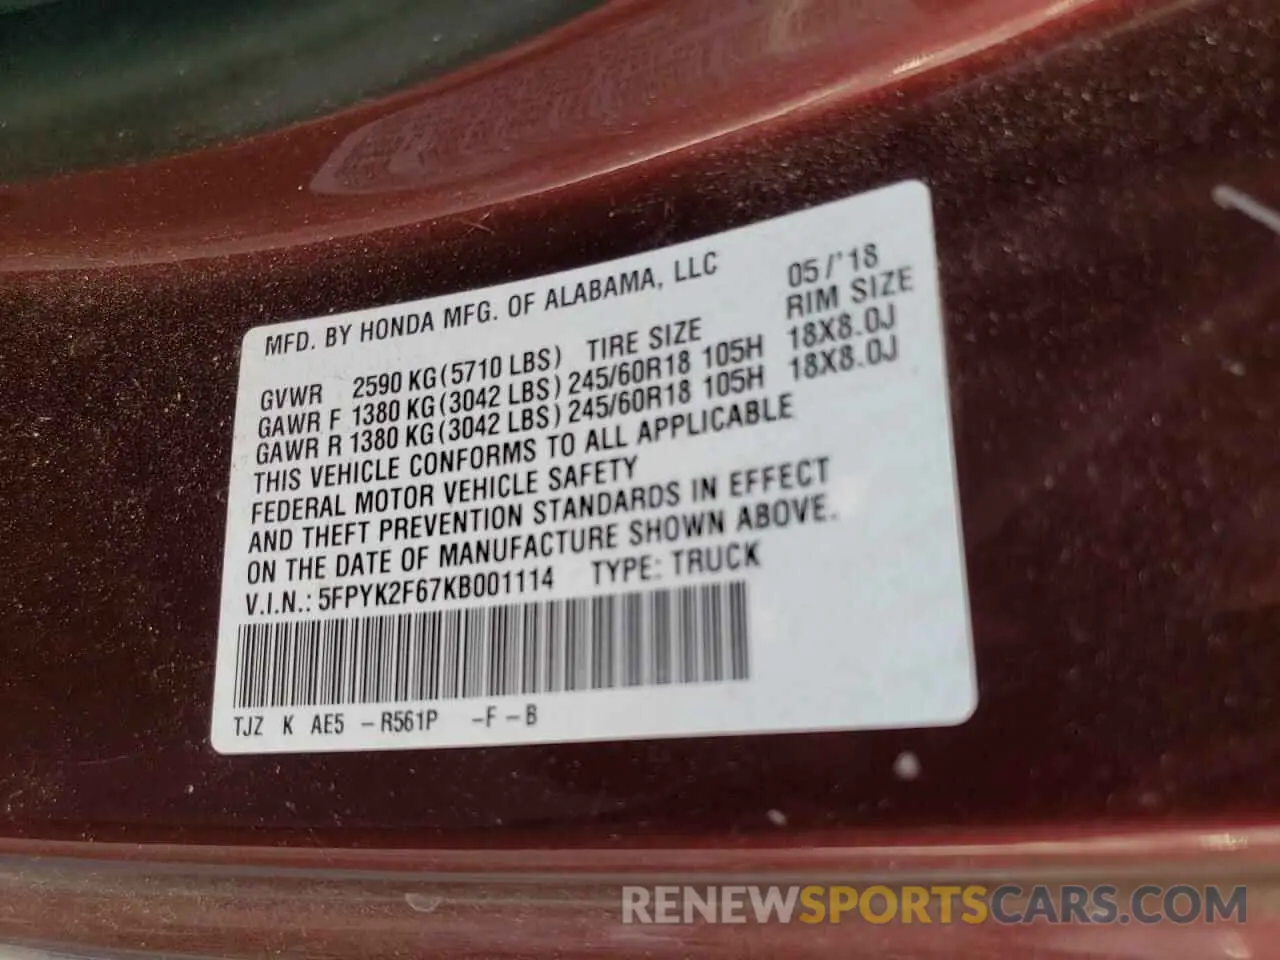 MFD. BY HONDA MFG. OF ALABAMA, LLC 05/'18
GVWR 2590 KG(5710 LBS) TIRE SIZE RIM SIZE
GAWR F 1380 KG(3042 LBS) 245/60R18 105H 18X8.0J
GAWR R 1380 KG(3042 LBS) 245/60R18 105H 18X8.0J
THIS VEHICLE CONFORMS TO ALL APPLICABLE
FEDERAL MOTOR VEHICLE SAFETY
AND THEFT PREVENTION STANDARDS IN EFFECT
ON THE DATE OF MANUFACTURE SHOWN ABOVE.
V.I.N.: 5FPYK2F67KB001114 TYPE: TRUCK
TJZ K AE5 -R561P -F-B
RENEWSPORTSCARS.COM